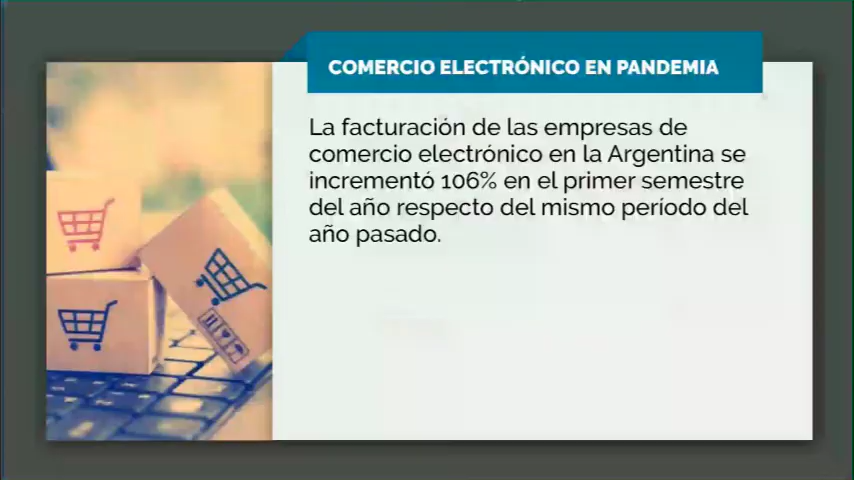 COMERCIO ELECTRÓNICO EN PANDEMIA
La facturación de las empresas de
comercio electrónico en la Argentina se
incrementó 106% en el primer semestre
del año respecto del mismo período del
año pasado.